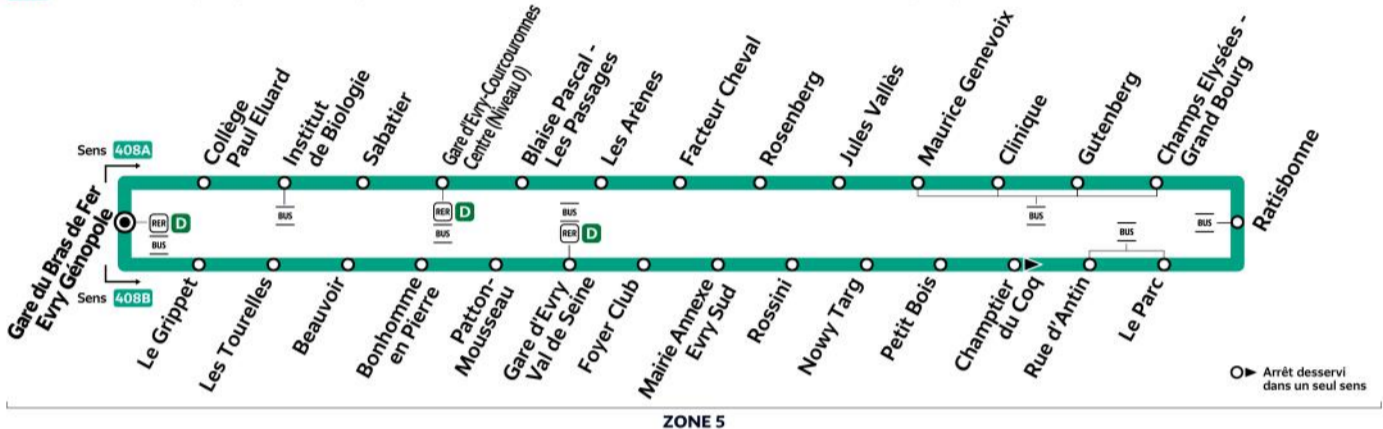 Sens 408A
Collège
Paul Eluard
Institut
de Biologie
Sabatier
Gare d'Evry-Courcouronnes
Centre (Niveau 0)
Blaise Pascal -
Les Passages
Les Arènes
Facteur Cheval
Rosenberg
Jules Vallès
Maurice Genevoix
Clinique
Gutenberg
Champs Elysées -
Grand Bourg
Ratisbonne
Gare du Bras de Fer
Evry Génopole
RER D
BUS
BUS
RER D
BUS
BUS
RER D
BUS
BUS
BUS
Sens 408B
Le Grippet
Les Tourelles
Beauvoir
Bonhomme
en Pierre
Patton-
Mousseau
Gare d'Evry
Val de Seine
Foyer Club
Mairie Annexe
Evry Sud
Rossini
Nowy Targ
Petit Bois
Champtier
du Coq
Rue d'Antin
Le Parc
Arrêt desservi
dans un seul sens
ZONE 5